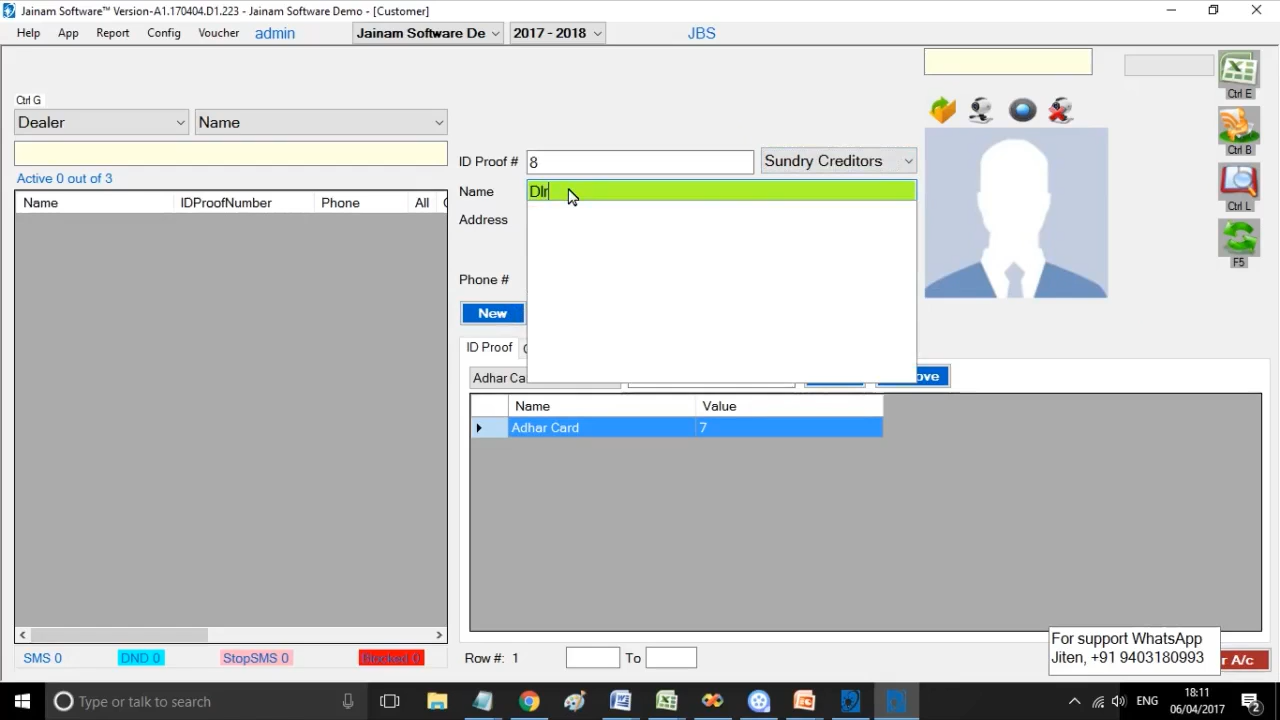 Jainam Software™ Version-A1.170404.D1.223 - Jainam Software Demo - [Customer]
Help App Report Config Voucher admin Jainam Software De 2017 - 2018 JBS
Ctrl G
Dealer Name
Active 0 out of 3
Name IDProofNumber Phone All
ID Proof # 8 Sundry Creditors
Name Dlr
Address
Phone #
New
ID Proof
Adhar Ca
Name Value
Adhar Card 7
Ctrl E
Ctrl B
Ctrl L
F5
SMS 0 DND 0 StopSMS 0 Blocked 0 Row #: 1 To
For support WhatsApp
Jiten, +91 9403180993
r A/c
Type or talk to search
ENG 18:11
06/04/2017
2